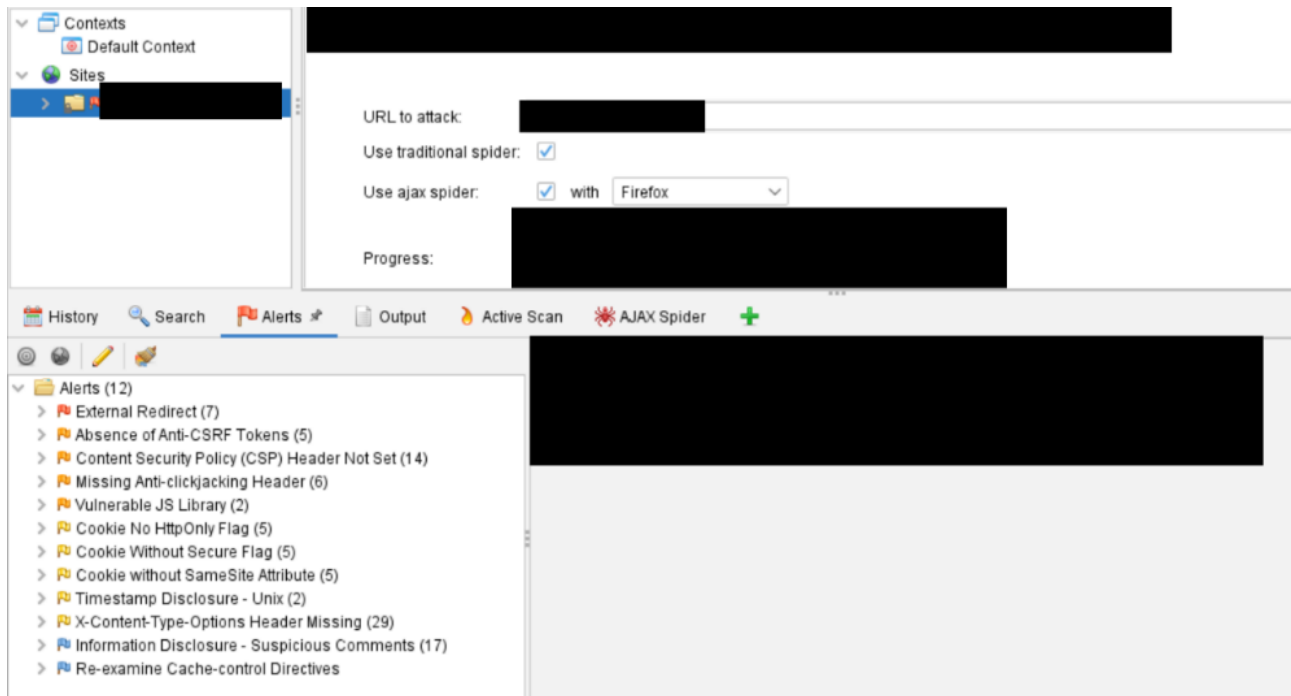 Contexts
Default Context
Sites
URL to attack:
Use traditional spider:
Use ajax spider: with Firefox
Progress:
History Search Alerts Output Active Scan AJAX Spider
Alerts (12)
External Redirect (7)
Absence of Anti-CSRF Tokens (5)
Content Security Policy (CSP) Header Not Set (14)
Missing Anti-clickjacking Header (6)
Vulnerable JS Library (2)
Cookie No HttpOnly Flag (5)
Cookie Without Secure Flag (5)
Cookie without SameSite Attribute (5)
Timestamp Disclosure - Unix (2)
X-Content-Type-Options Header Missing (29)
Information Disclosure - Suspicious Comments (17)
Re-examine Cache-control Directives